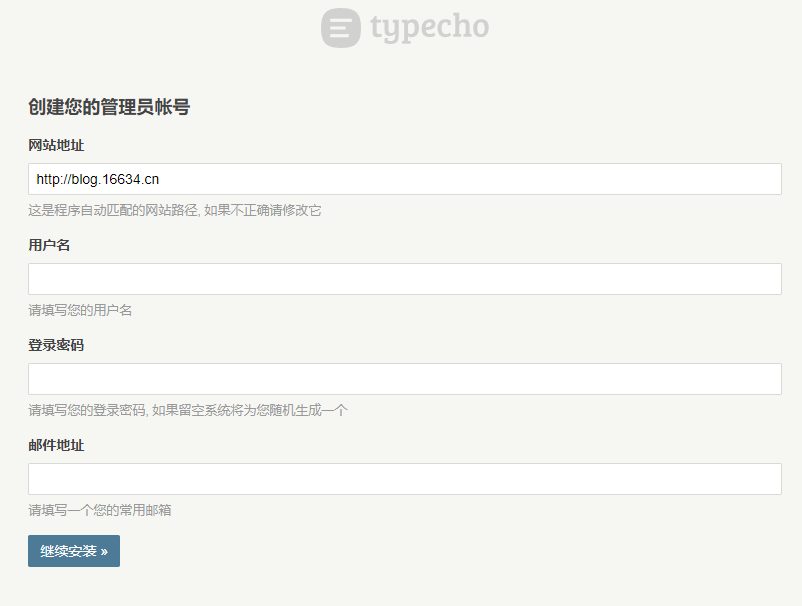 typecho
创建您的管理员帐号
网站地址
http://blog.16634.cn
这是程序自动匹配的网站路径, 如果不正确请修改它
用户名
请填写您的用户名
登录密码
请填写您的登录密码, 如果留空系统将为您随机生成一个
邮件地址
请填写一个您的常用邮箱
继续安装 »